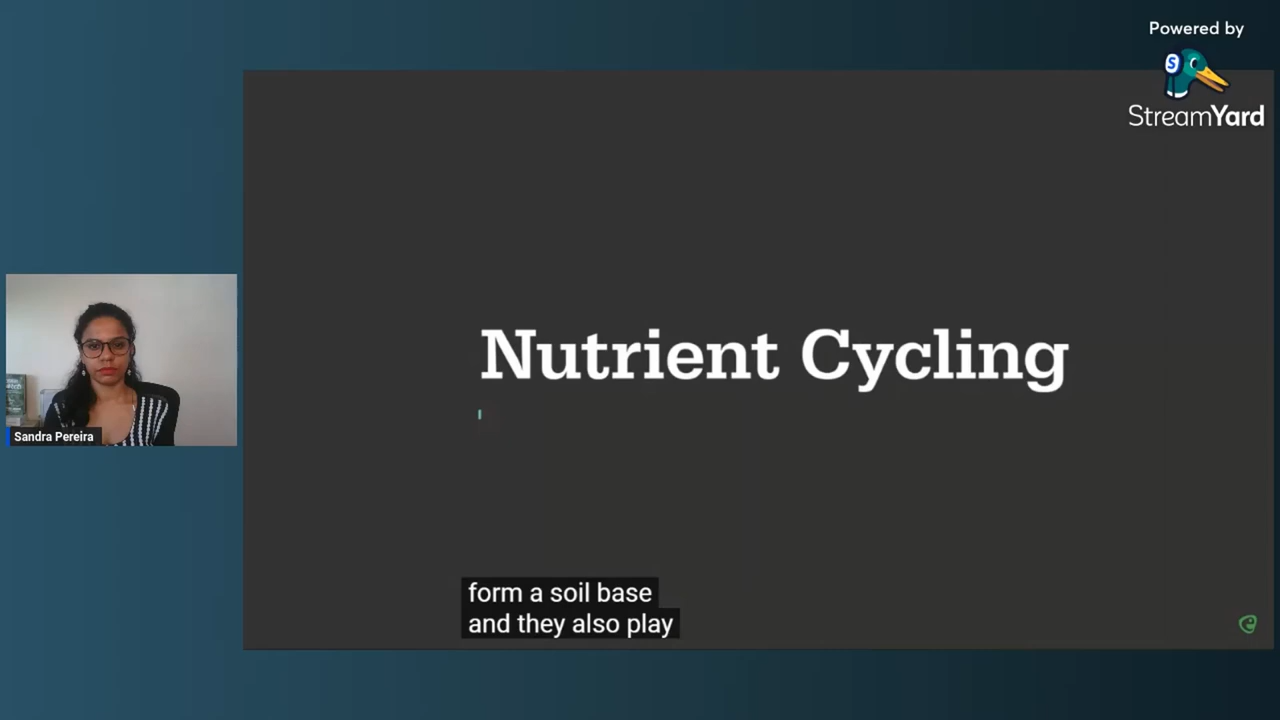 Powered by
StreamYard
Nutrient Cycling
Sandra Pereira
form a soil base
and they also play